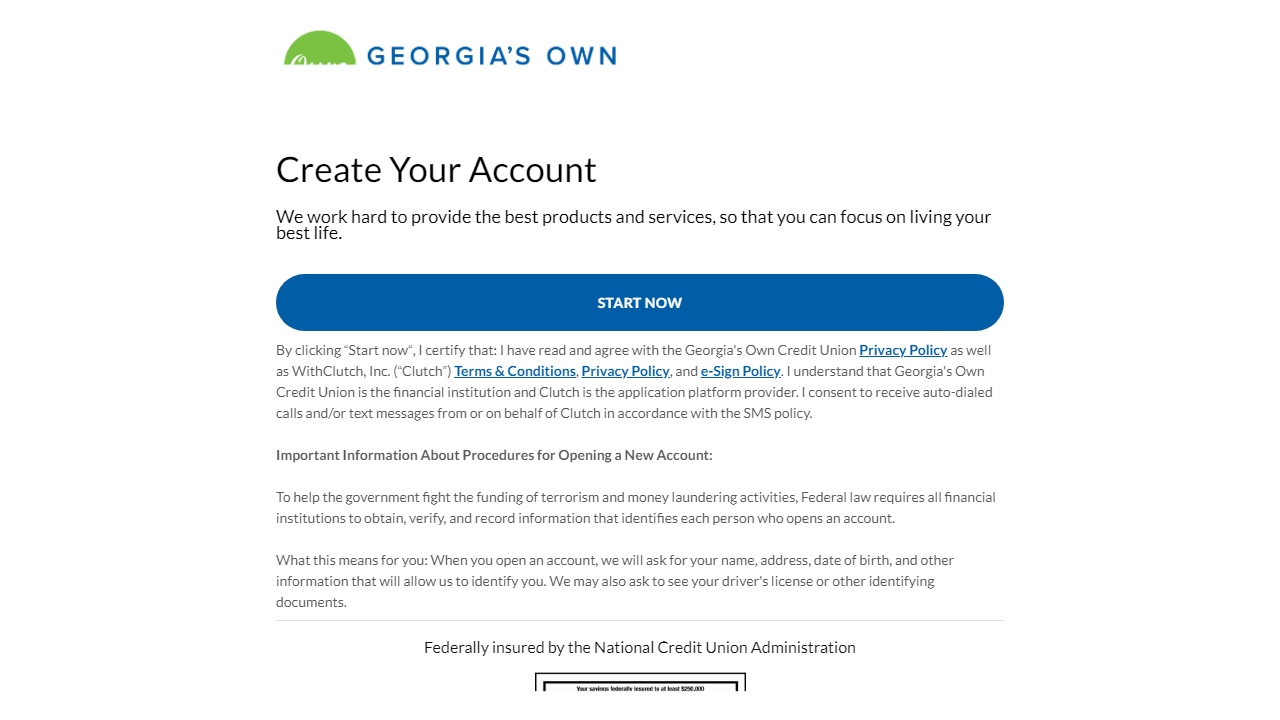 GEORGIA'S OWN
Create Your Account
We work hard to provide the best products and services, so that you can focus on living your
best life.
START NOW
By clicking “Start now“, I certify that: I have read and agree with the Georgia's Own Credit Union Privacy Policy as well
as WithClutch, Inc. (“Clutch”) Terms & Conditions, Privacy Policy, and e-Sign Policy. I understand that Georgia's Own
Credit Union is the financial institution and Clutch is the application platform provider. I consent to receive auto-dialed
calls and/or text messages from or on behalf of Clutch in accordance with the SMS policy.
Important Information About Procedures for Opening a New Account:
To help the government fight the funding of terrorism and money laundering activities, Federal law requires all financial
institutions to obtain, verify, and record information that identifies each person who opens an account.
What this means for you: When you open an account, we will ask for your name, address, date of birth, and other
information that will allow us to identify you. We may also ask to see your driver's license or other identifying
documents.
Federally insured by the National Credit Union Administration
Your savings federally insured to at least $250,000